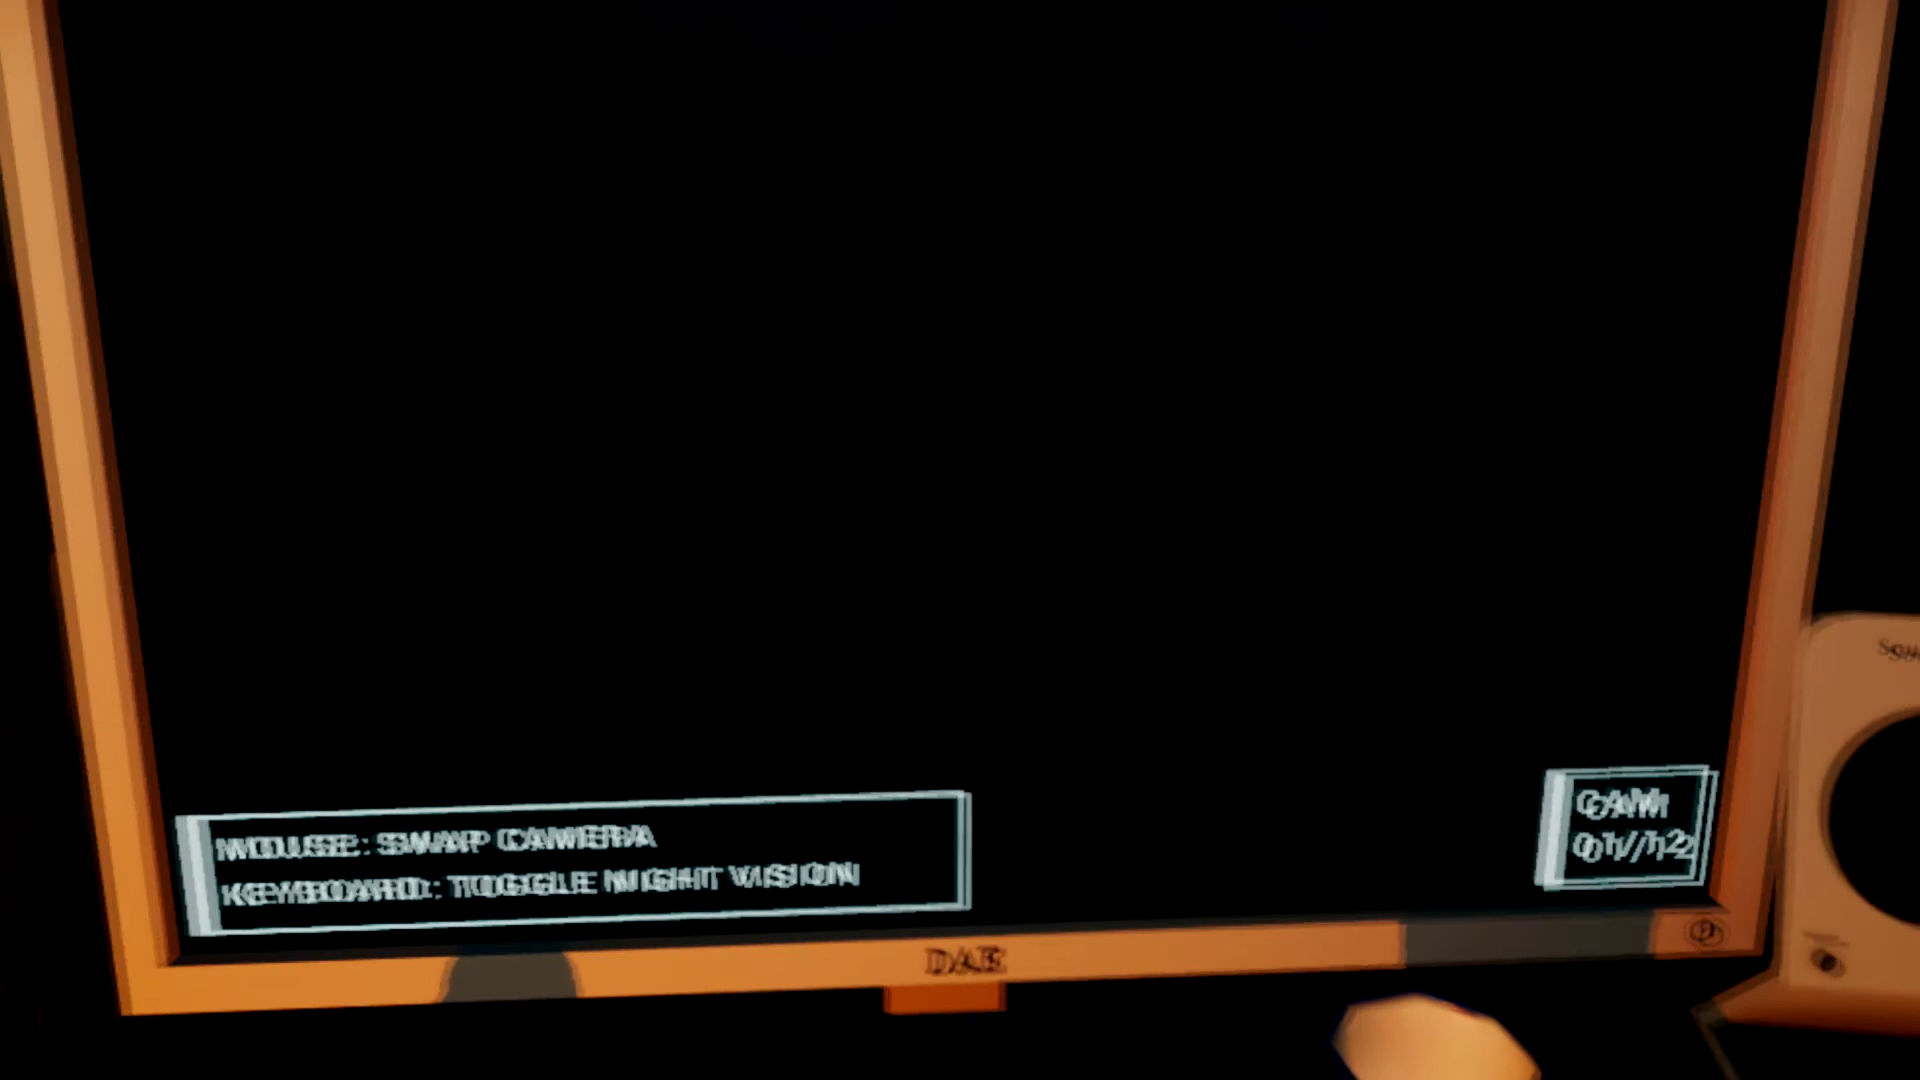 MOUSE: SWAP CAMERA
KEYBOARD: TOGGLE NIGHT VISION
CAM
01//12
DAE